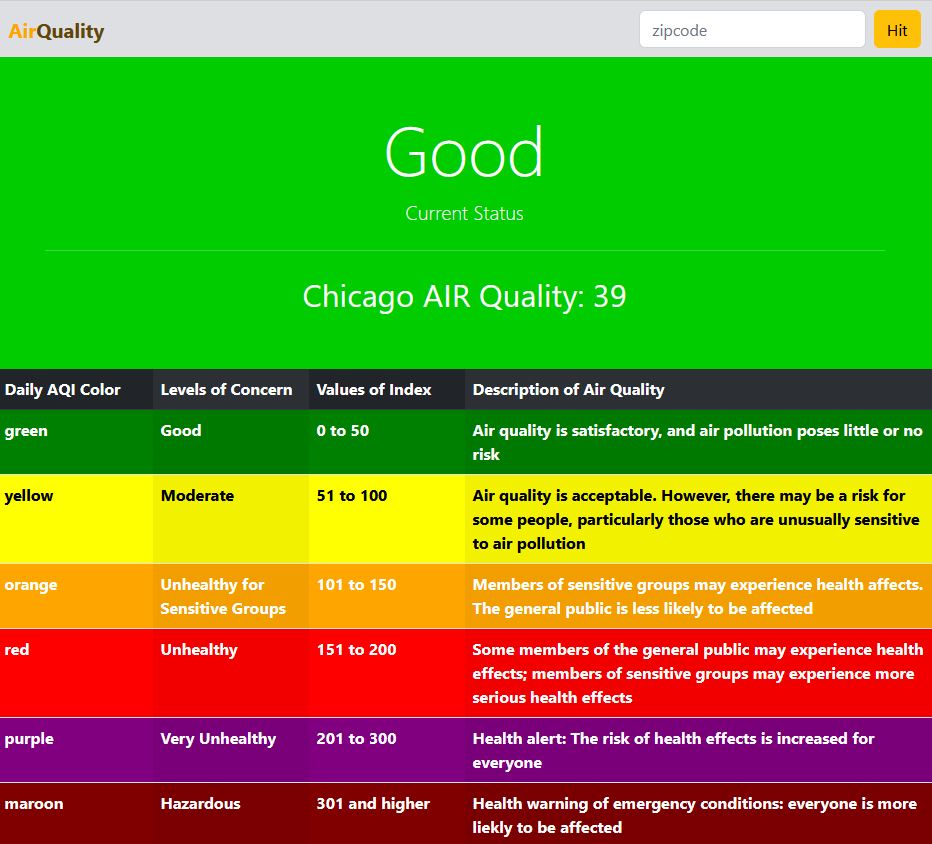 AirQuality
zipcode
Hit
Good
Current Status
Chicago AIR Quality: 39
Daily AQI Color Levels of Concern Values of Index Description of Air Quality
green Good 0 to 50 Air quality is satisfactory, and air pollution poses little or no
risk
yellow Moderate 51 to 100 Air quality is acceptable. However, there may be a risk for
some people, particularly those who are unusually sensitive
to air pollution
orange Unhealthy for 101 to 150 Members of sensitive groups may experience health affects.
Sensitive Groups The general public is less likely to be affected
red Unhealthy 151 to 200 Some members of the general public may experience health
effects; members of sensitive groups may experience more
serious health effects
purple Very Unhealthy 201 to 300 Health alert: The risk of health effects is increased for
everyone
maroon Hazardous 301 and higher Health warning of emergency conditions: everyone is more
liekly to be affected